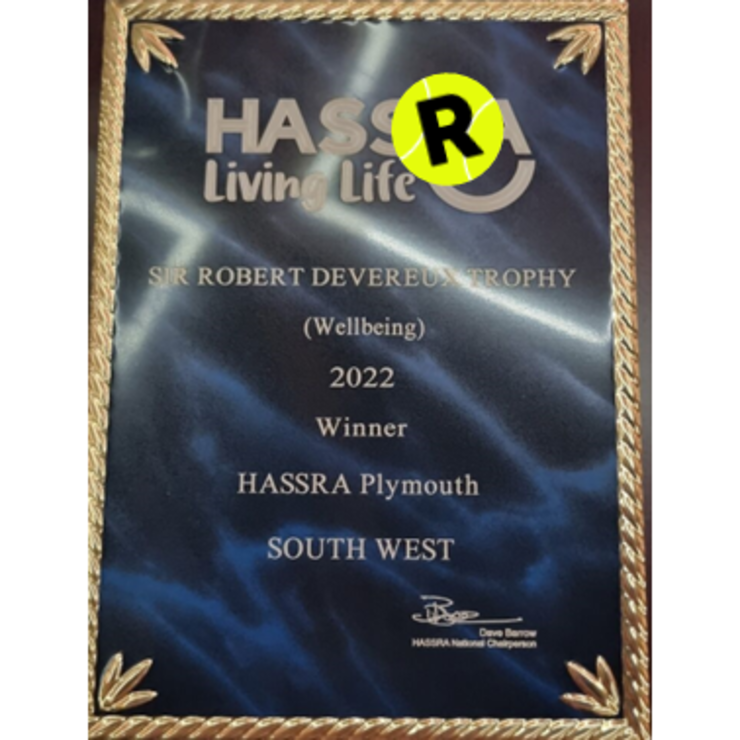 HASSRA
Living Life
SIR ROBERT DEVEREUX TROPHY
(Wellbeing)
2022
Winner
HASSRA Plymouth
SOUTH WEST
Dave Barrow
HASSRA National Chairperson